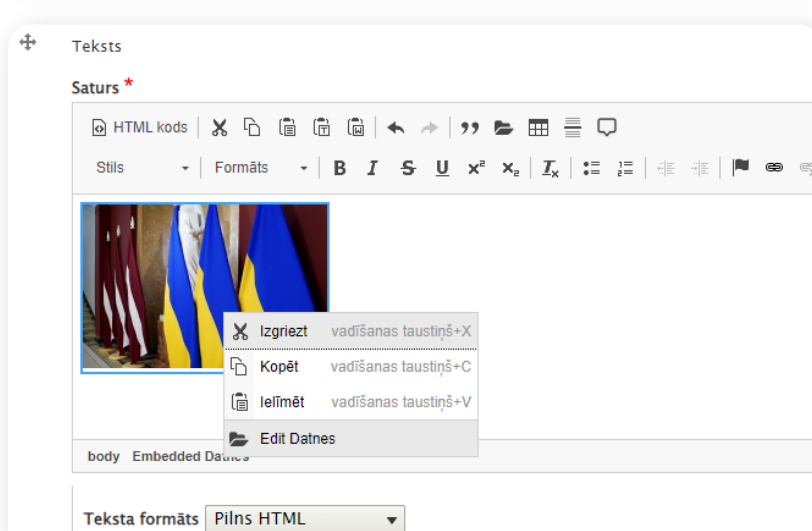 Teksts
Saturs *
HTML kods
Stils Formāts B I S U x² x₂ Ix
Izgriezt vadīšanas taustiņš+X
Kopēt vadīšanas taustiņš+C
Ielīmēt vadīšanas taustiņš+V
Edit Datnes
body Embedded Datnes
Teksta formāts Pilns HTML